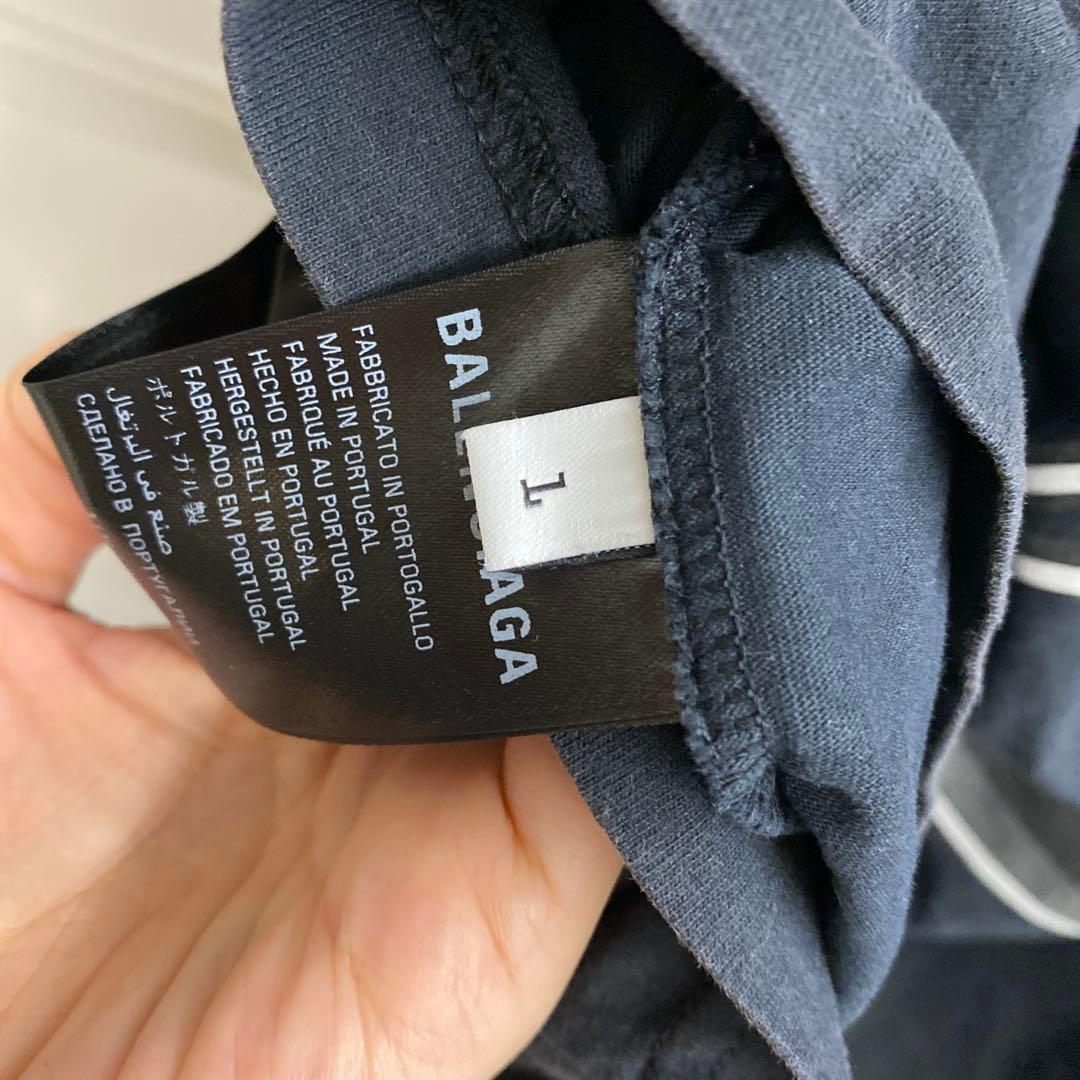 BALENCIAGA
1
FABBRICATO IN PORTOGALLO
MADE IN PORTUGAL
FABRIQUÉ AU PORTUGAL
HECHO EN PORTUGAL
HERGESTELLT IN PORTUGAL
FABRICADO EM PORTUGAL
ポルトガル製
صنع في البرتغال
СДЕЛАНО В ПОРТУГАЛИИ